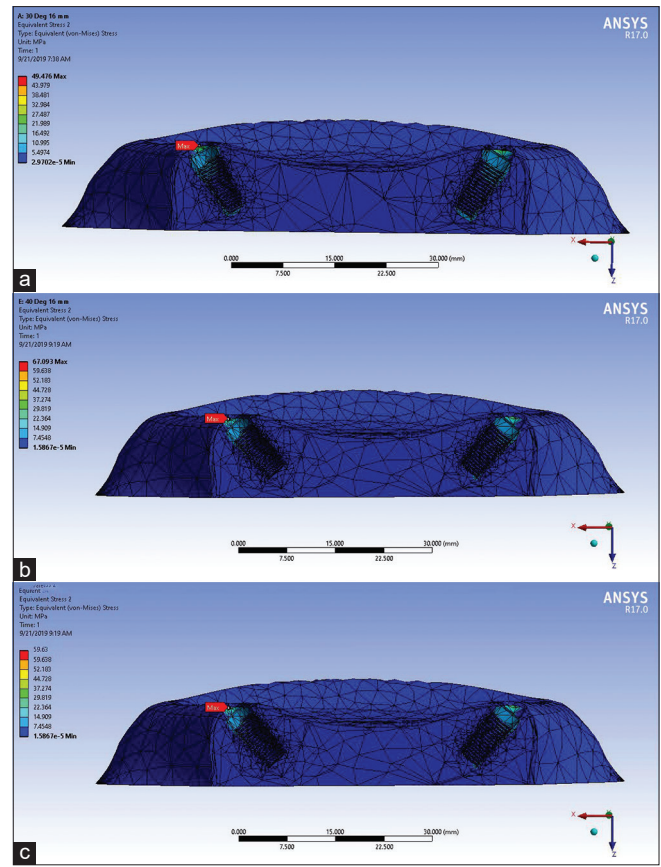 A: 30 Deg 16 mm
Equivalent Stress 2
Type: Equivalent (von-Mises) Stress
Unit: MPa
Time: 1
9/21/2019 7:38 AM
49.476 Max
43.979
38.481
32.984
27.487
21.989
16.492
10.995
5.4974
2.9702e-5 Min
ANSYS
R17.0
Max
0.000 15.000 30.000 (mm)
7.500 22.500
X
Z
a
E: 40 Deg 16 mm
Equivalent Stress 2
Type: Equivalent (von-Mises) Stress
Unit: MPa
Time: 1
9/21/2019 9:19 AM
67.093 Max
59.638
52.183
44.728
37.274
29.819
22.364
14.909
7.4548
1.5867e-5 Min
ANSYS
R17.0
Max
0.000 15.000 30.000 (mm)
7.500 22.500
X
Z
b
Equivalent Stress 2
Type: Equivalent (von-Mises) Stress
Unit: MPa
Time: 1
9/21/2019 9:19 AM
59.63
59.638
52.183
44.728
37.274
29.819
22.364
14.909
7.4548
1.5867e-5 Min
ANSYS
R17.0
Max
0.000 15.000 30.000 (mm)
7.500 22.500
X
Z
c